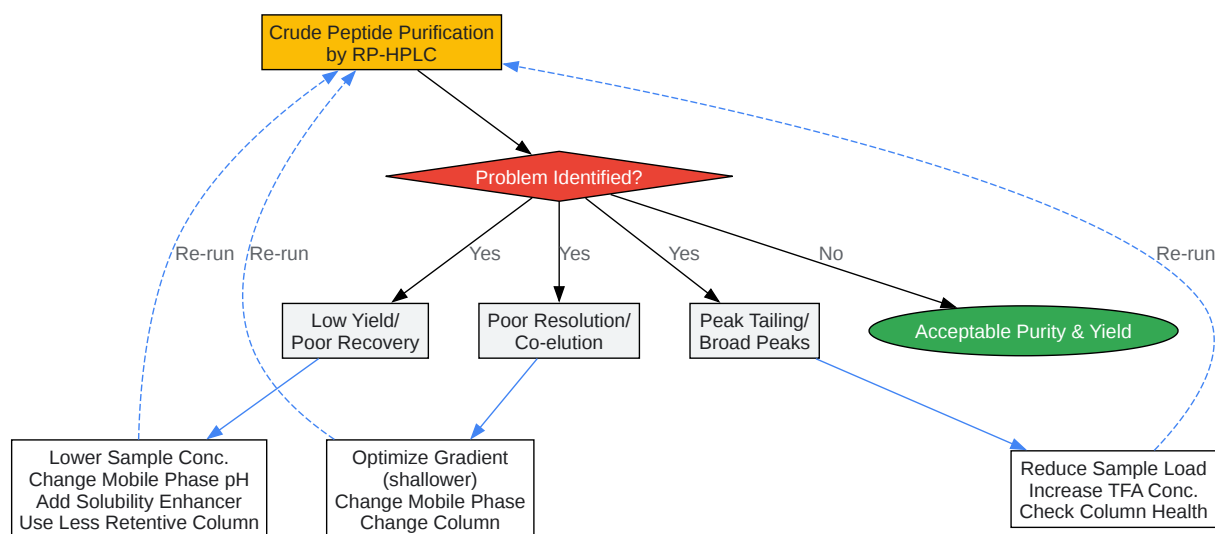 Crude Peptide Purification
by RP-HPLC
Problem Identified?
Re-run
Re-run
Yes
Yes
Yes
No
Re-run
Low Yield/
Poor Recovery
Poor Resolution/
Co-elution
Peak Tailing/
Broad Peaks
Acceptable Purity & Yield
Lower Sample Conc.
Change Mobile Phase pH
Add Solubility Enhancer
Use Less Retentive Column
Optimize Gradient
(shallower)
Change Mobile Phase
Change Column
Reduce Sample Load
Increase TFA Conc.
Check Column Health